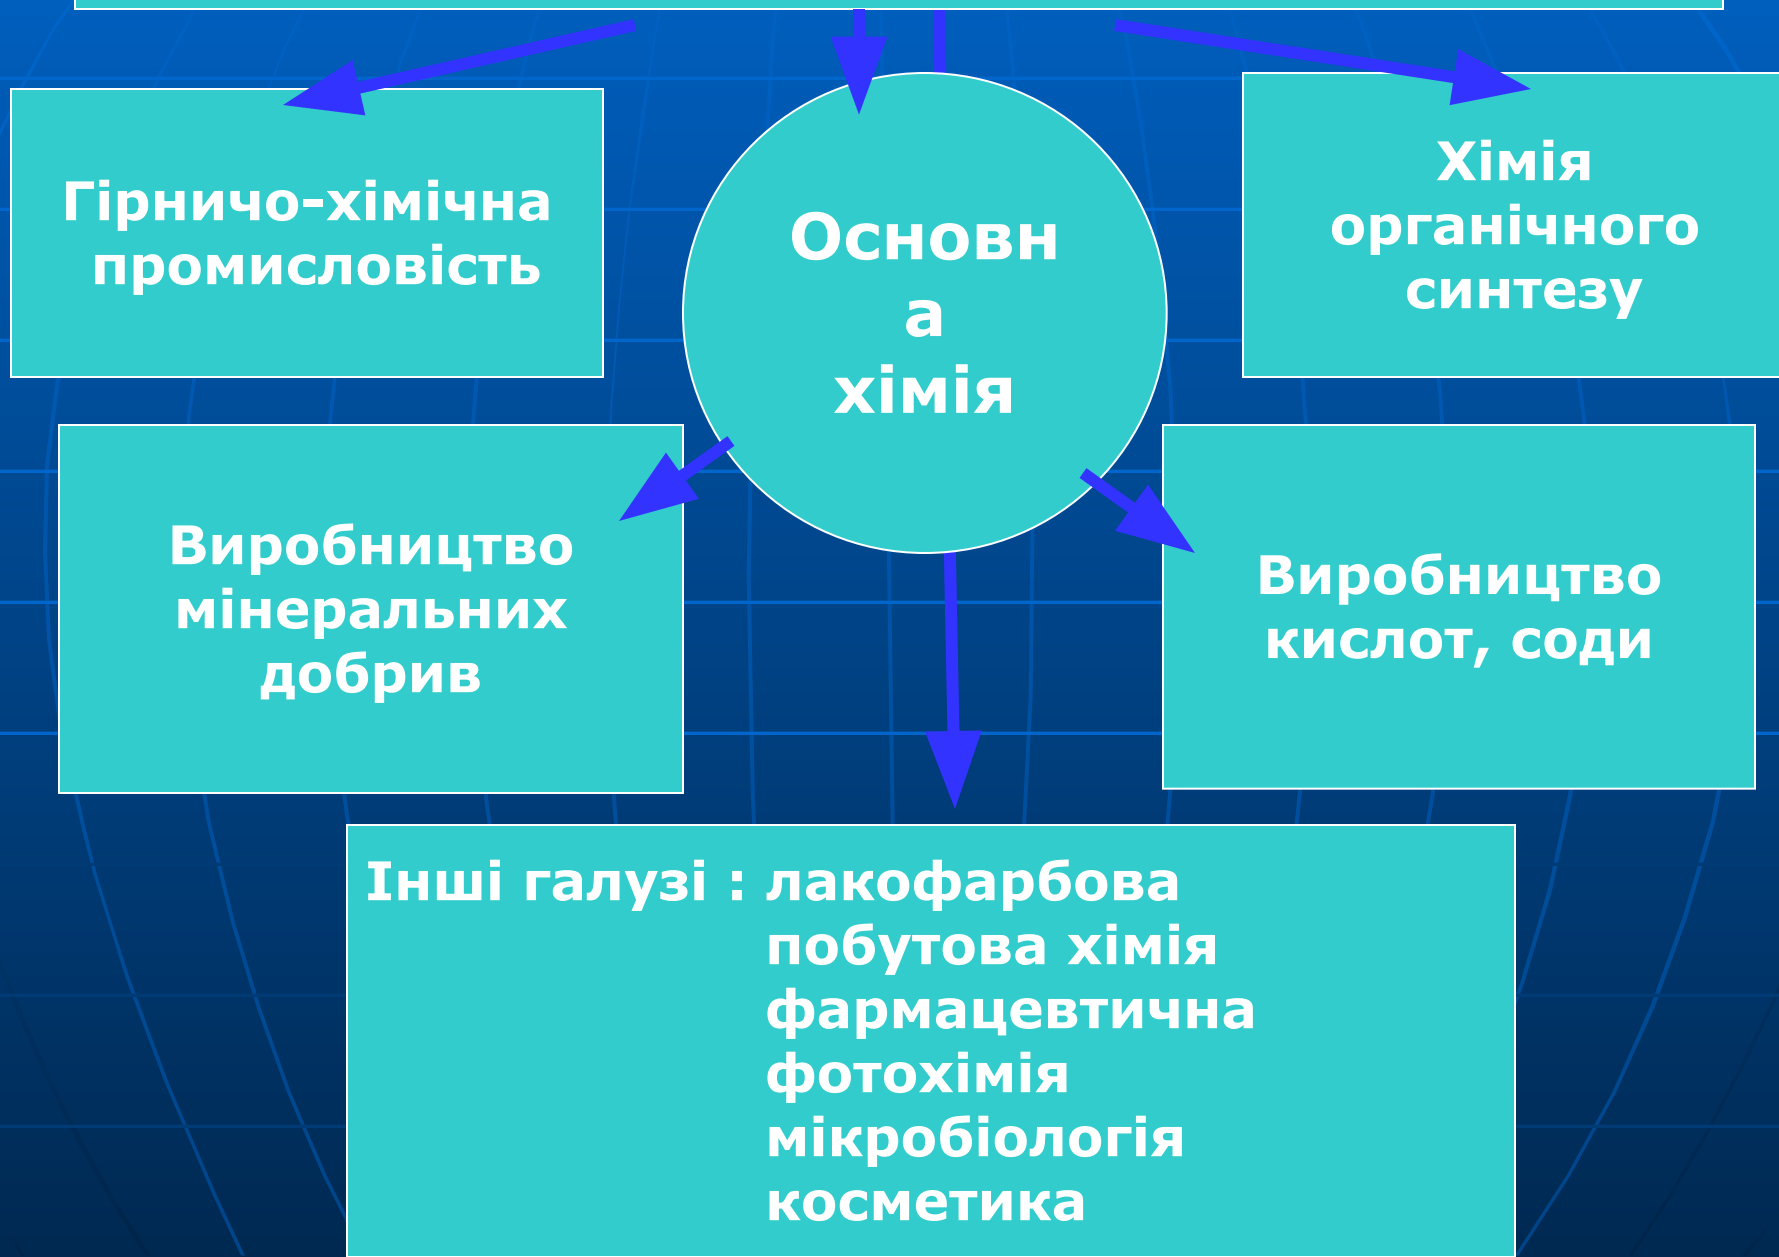 Гірничо-хімічна
промисловість
Основн
а
хімія
Хімія
органічного
синтезу
Виробництво
мінеральних
добрив
Виробництво
кислот, соди
Інші галузі : лакофарбова
побутова хімія
фармацевтична
фотохімія
мікробіологія
косметика